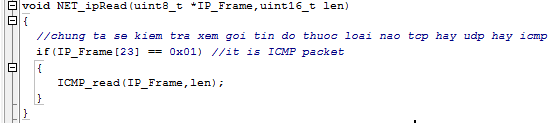 void NET_ipRead(uint8_t *IP_Frame,uint16_t len)
{
//chung ta se kiem tra xem goi tin do thuoc loai nao tcp hay udp hay icmp
if(IP_Frame[23] == 0x01) //it is ICMP packet
{
ICMP_read(IP_Frame,len);
}
}